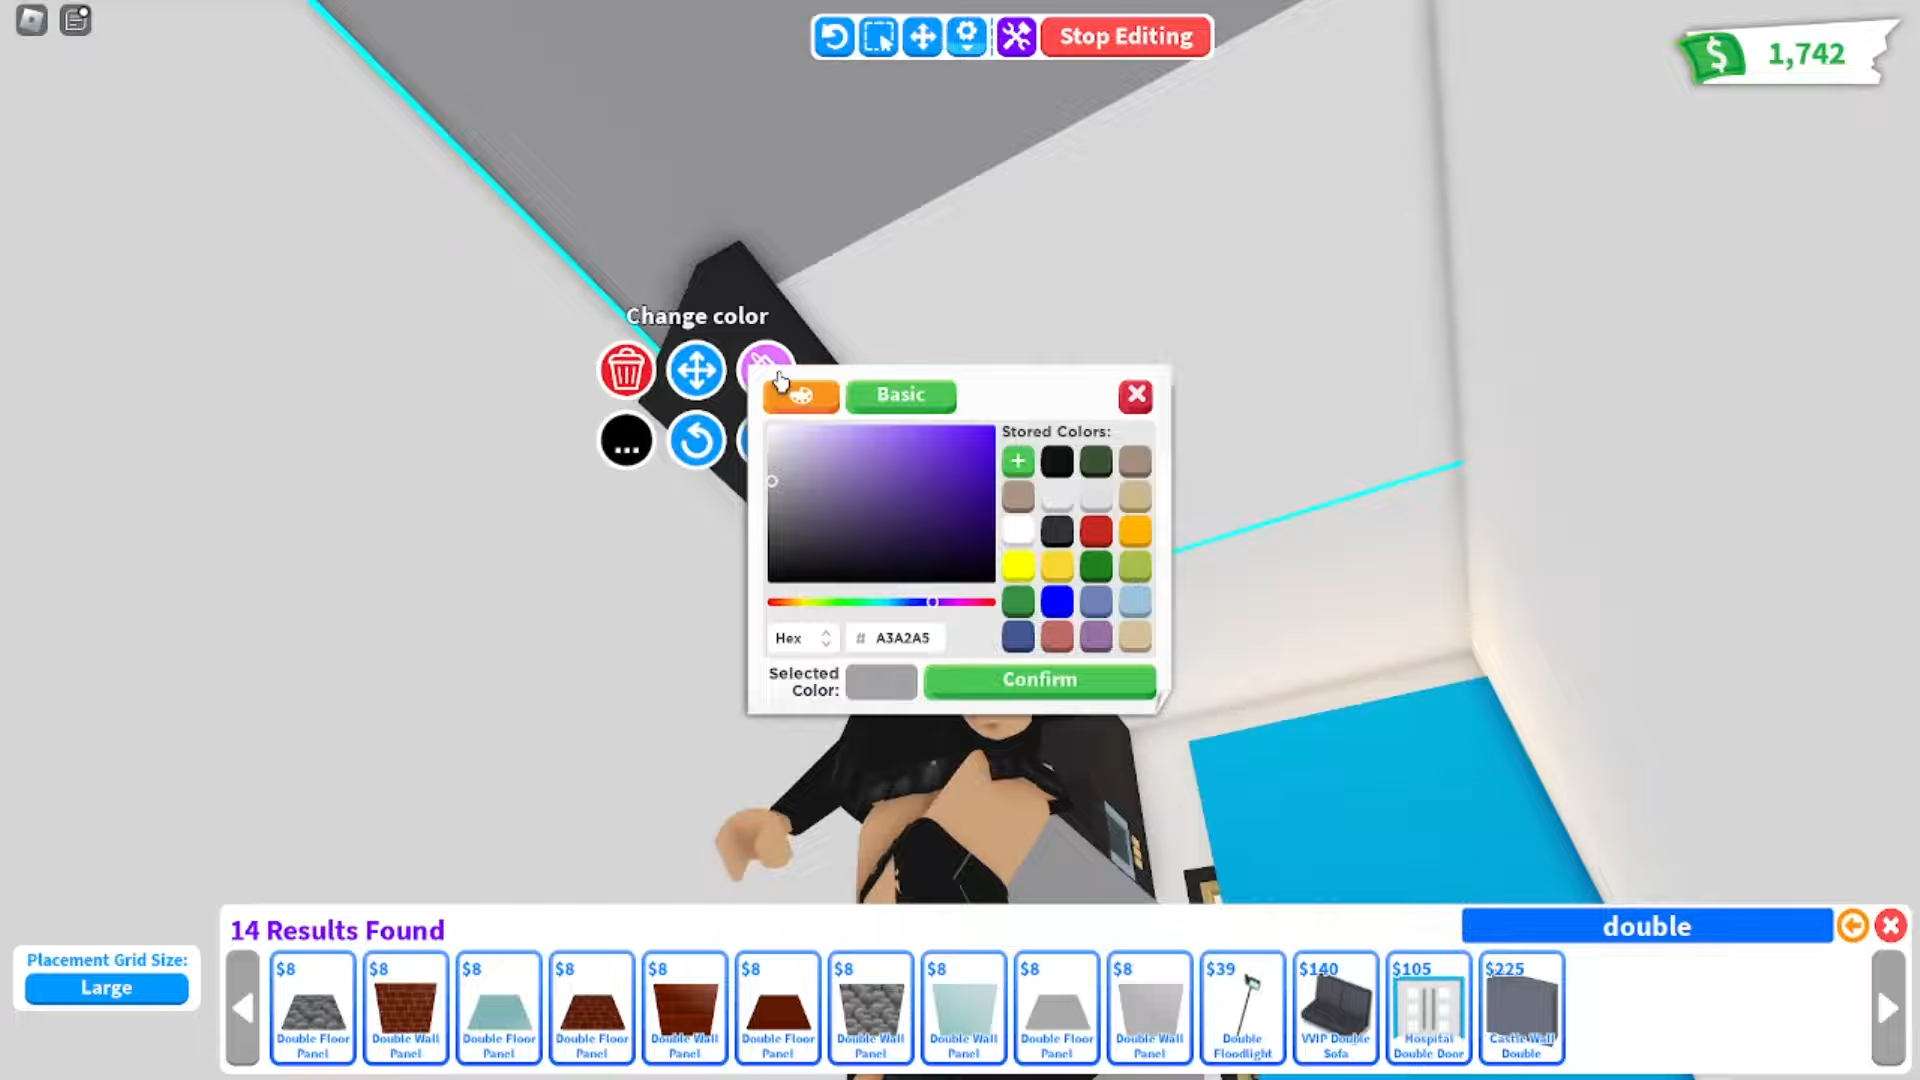 Stop Editing
1,742
Change color
Basic
Stored Colors:
Hex
# A3A2A5
Selected
Color:
Confirm
14 Results Found
double
Placement Grid Size:
Large
$8
Double Floor
Panel
$8
Double Wall
Panel
$8
Double Floor
Panel
$8
Double Floor
Panel
$8
Double Wall
Panel
$8
Double Floor
Panel
$8
Double Wall
Panel
$8
Double Wall
Panel
$8
Double Floor
Panel
$8
Double Wall
Panel
$39
Double
Floodlight
$140
VVIP Double
Sofa
$105
Hospital
Double Door
$225
Castle Wall
Double